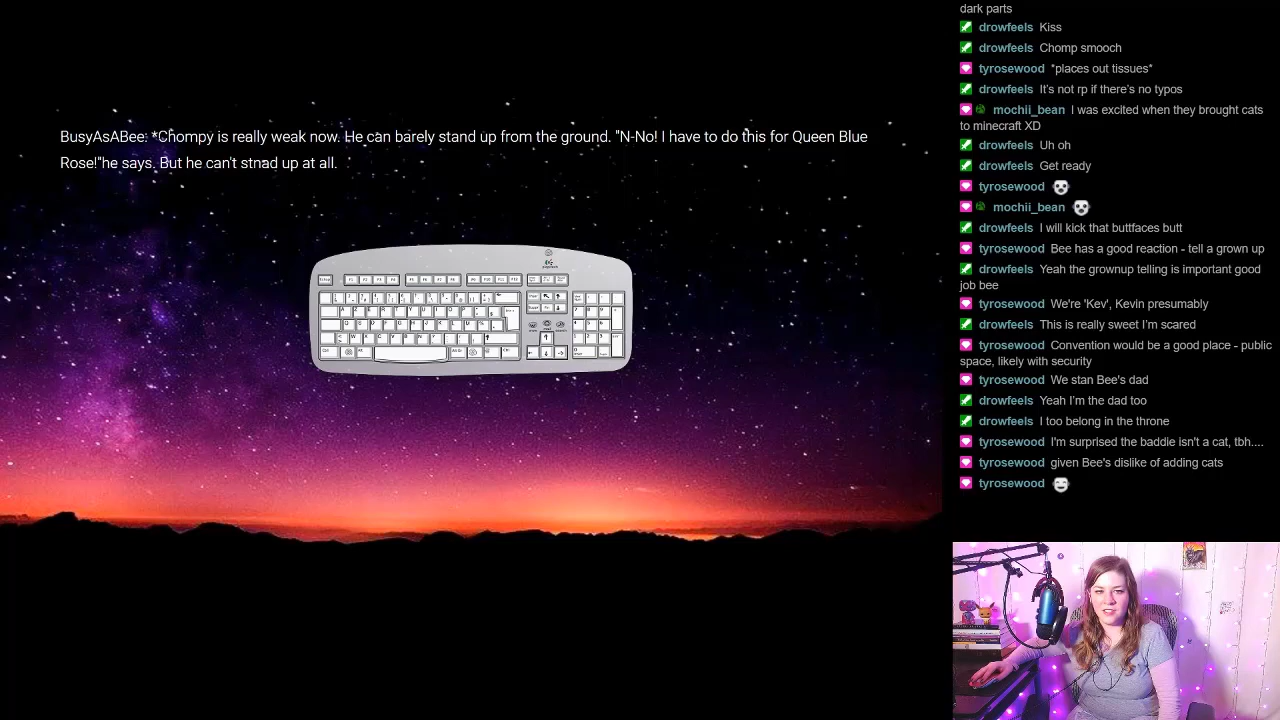 BusyAsABee: *Chompy is really weak now. He can barely stand up from the ground. "N-No! I have to do this for Queen Blue
Rose!"he says. But he can't stnad up at all.
dark parts
drowfeels Kiss
drowfeels Chomp smooch
tyrosewood *places out tissues*
drowfeels It's not rp if there's no typos
mochii_bean I was excited when they brought cats
to minecraft XD
drowfeels Uh oh
drowfeels Get ready
tyrosewood
mochii_bean
drowfeels I will kick that buttfaces butt
tyrosewood Bee has a good reaction - tell a grown up
drowfeels Yeah the grownup telling is important good
job bee
tyrosewood We're 'Kev', Kevin presumably
drowfeels This is really sweet I'm scared
tyrosewood Convention would be a good place - public
space, likely with security
tyrosewood We stan Bee's dad
drowfeels Yeah I'm the dad too
drowfeels I too belong in the throne
tyrosewood I'm surprised the baddie isn't a cat, tbh....
tyrosewood given Bee's dislike of adding cats
tyrosewood